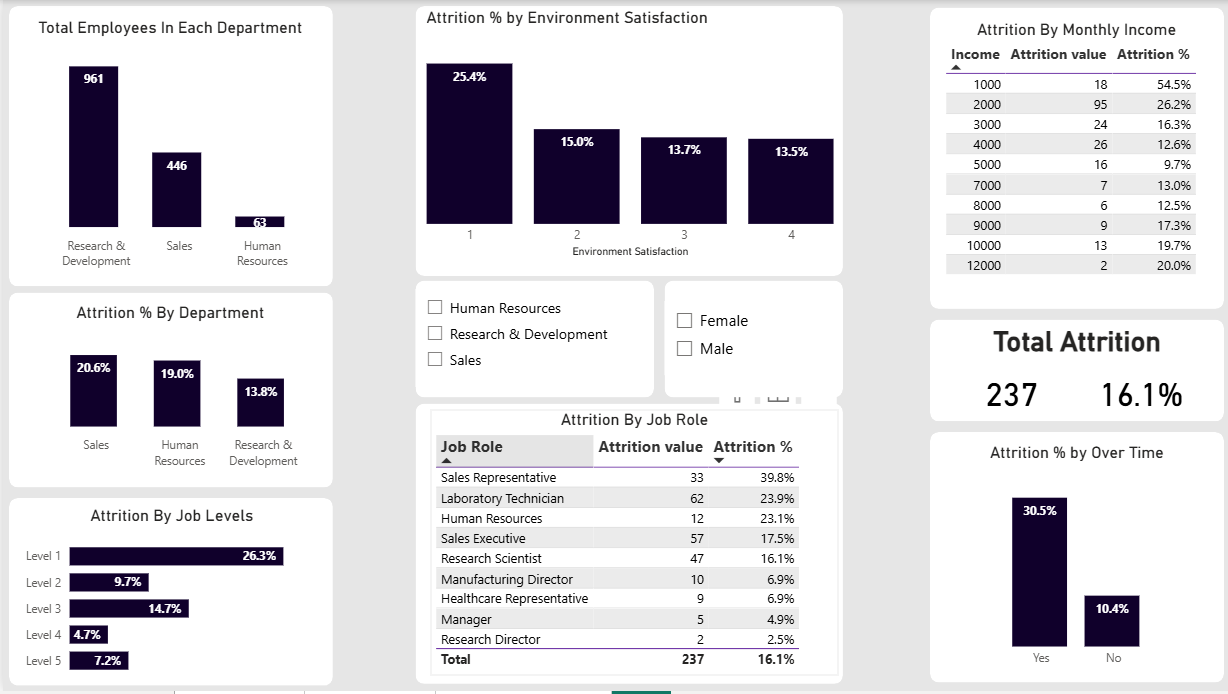 Total Employees In Each Department
961
446
63
Research &
Development
Sales
Human
Resources
Attrition % By Department
20.6%
19.0%
13.8%
Sales
Human
Resources
Research &
Development
Attrition By Job Levels
Level 1 26.3%
Level 2 9.7%
Level 3 14.7%
Level 4 4.7%
Level 5 7.2%
Attrition % by Environment Satisfaction
25.4%
15.0%
13.7%
13.5%
1 2 3 4
Environment Satisfaction
Human Resources
Research & Development
Sales
Female
Male
Attrition By Job Role
Job Role Attrition value Attrition %
Sales Representative 33 39.8%
Laboratory Technician 62 23.9%
Human Resources 12 23.1%
Sales Executive 57 17.5%
Research Scientist 47 16.1%
Manufacturing Director 10 6.9%
Healthcare Representative 9 6.9%
Manager 5 4.9%
Research Director 2 2.5%
Total 237 16.1%
Attrition By Monthly Income
Income Attrition value Attrition %
1000 18 54.5%
2000 95 26.2%
3000 24 16.3%
4000 26 12.6%
5000 16 9.7%
7000 7 13.0%
8000 6 12.5%
9000 9 17.3%
10000 13 19.7%
12000 2 20.0%
Total Attrition
237 16.1%
Attrition % by Over Time
30.5%
10.4%
Yes No